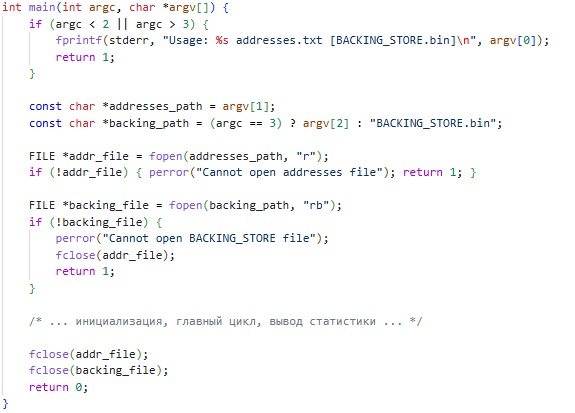 int main(int argc, char *argv[]) {
    if (argc < 2 || argc > 3) {
        fprintf(stderr, "Usage: %s addresses.txt [BACKING_STORE.bin]\n", argv[0]);
        return 1;
    }

    const char *addresses_path = argv[1];
    const char *backing_path = (argc == 3) ? argv[2] : "BACKING_STORE.bin";

    FILE *addr_file = fopen(addresses_path, "r");
    if (!addr_file) { perror("Cannot open addresses file"); return 1; }

    FILE *backing_file = fopen(backing_path, "rb");
    if (!backing_file) {
        perror("Cannot open BACKING_STORE file");
        fclose(addr_file);
        return 1;
    }

    /* ... инициализация, главный цикл, вывод статистики ... */

    fclose(addr_file);
    fclose(backing_file);
    return 0;
}